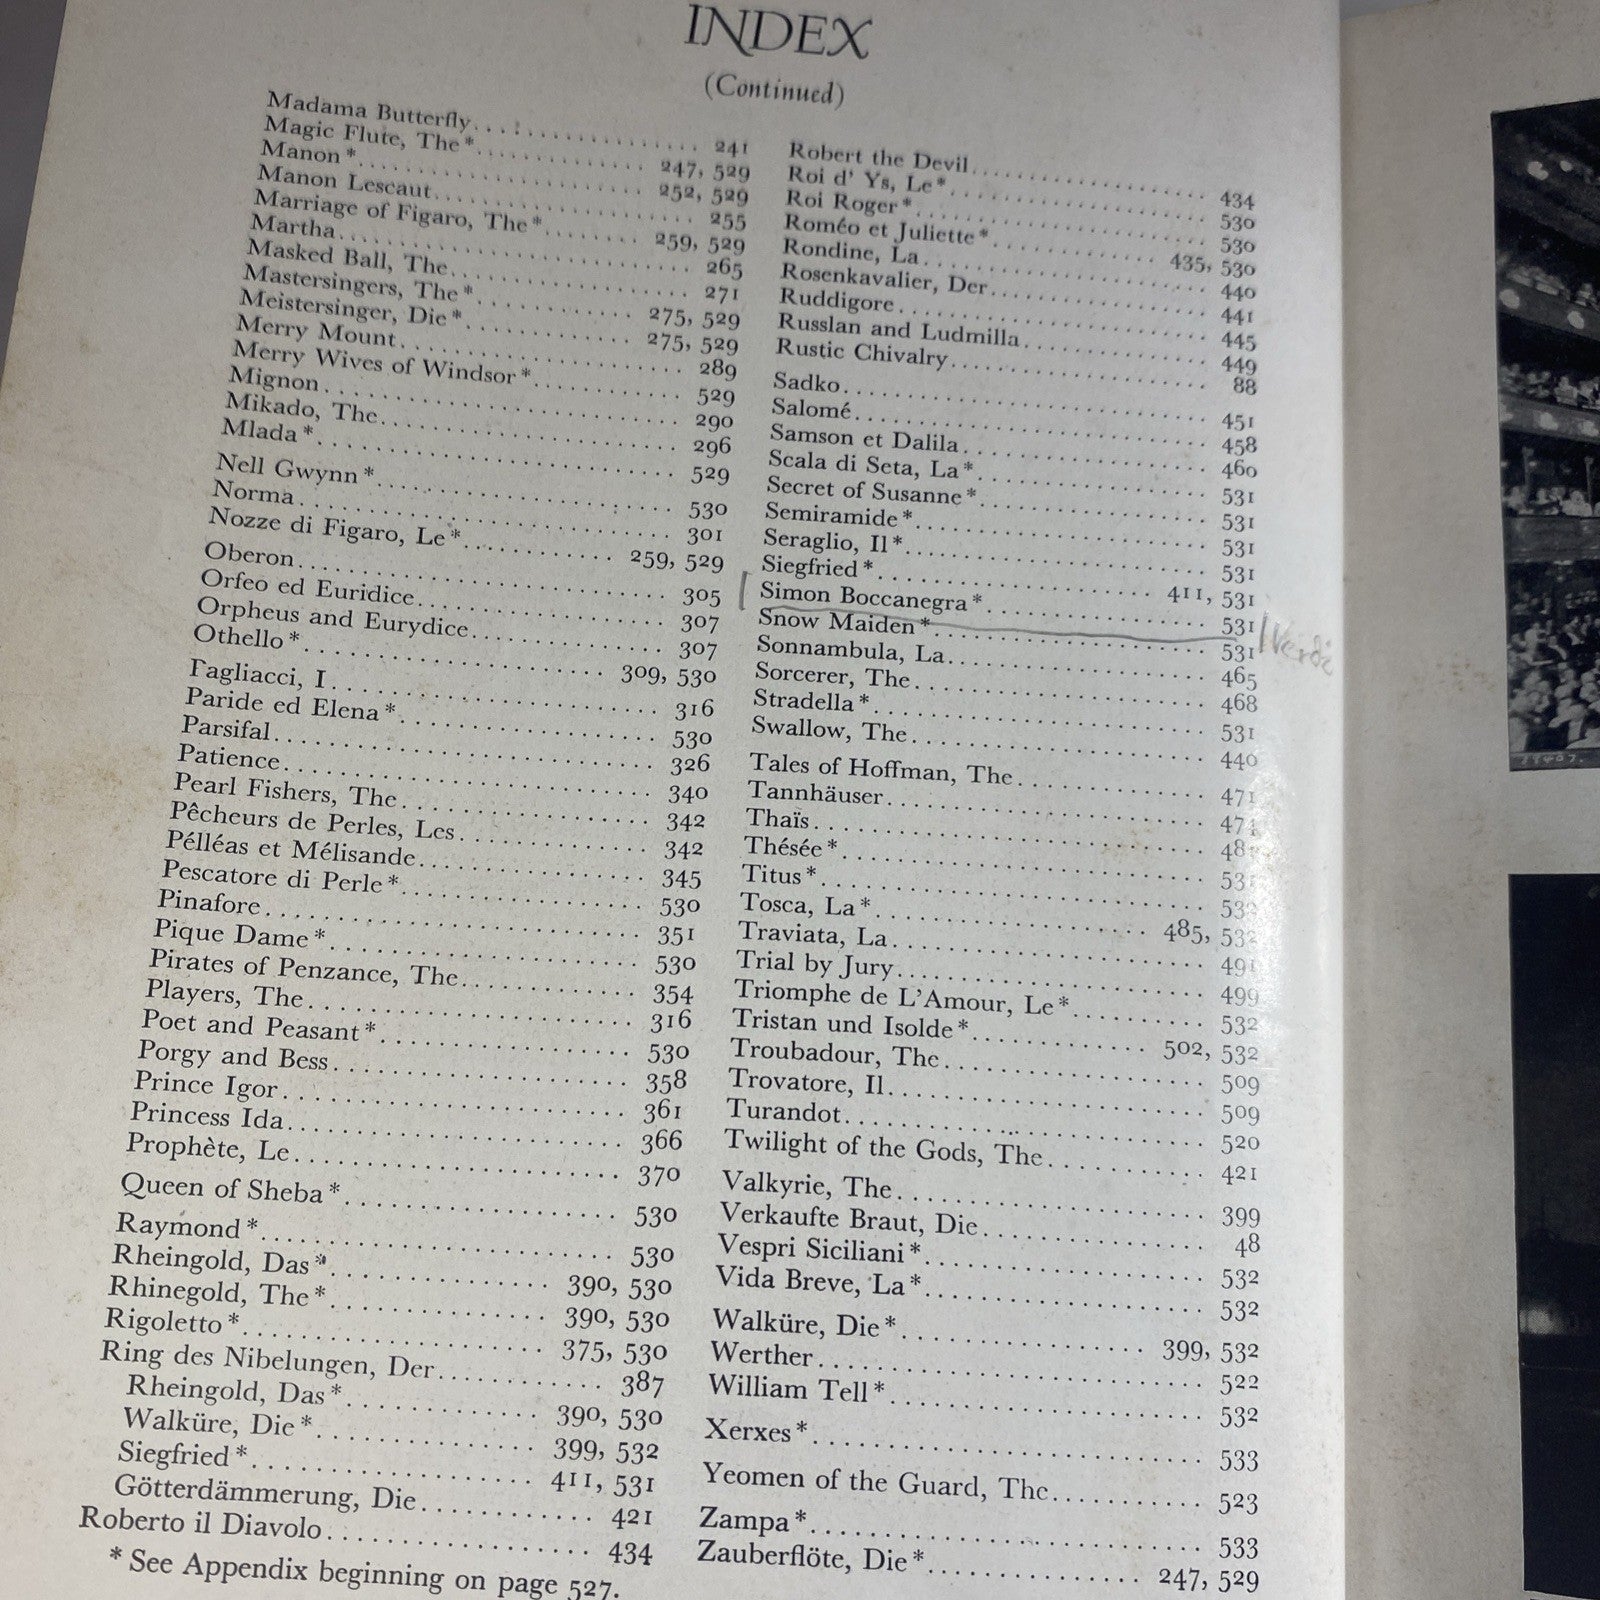 INDEX
(Continued)
Madama Butterfly 241
Magic Flute, The* 247, 529
Manon* 252, 529
Manon Lescaut 255
Marriage of Figaro, The* 259, 529
Martha 265
Masked Ball, The 271
Mastersingers, The* 275, 529
Meistersinger, Die* 275, 529
Merry Mount 289
Merry Wives of Windsor* 529
Mignon 290
Mikado, The 296
Mlada* 529
Nell Gwynn* 530
Norma 301
Nozze di Figaro, Le* 259, 529
Oberon 305
Orfeo ed Euridice 307
Orpheus and Eurydice 307
Othello* 309, 530
Pagliacci, I 316
Paride ed Elena* 530
Parsifal 326
Patience 340
Pearl Fishers, The 342
Pêcheurs de Perles, Les 342
Pélléas et Mélisande 345
Pescatore di Perle* 530
Pinafore 351
Pique Dame* 530
Pirates of Penzance, The 354
Players, The 316
Poet and Peasant* 530
Porgy and Bess 358
Prince Igor 361
Princess Ida 366
Prophète, Le 370
Queen of Sheba* 530
Raymond* 530
Rheingold, Das* 390, 530
Rhinegold, The* 390, 530
Rigoletto* 375, 530
Ring des Nibelungen, Der 387
Rheingold, Das* 390, 530
Walküre, Die* 399, 532
Siegfried* 411, 531
Götterdämmerung, Die 421
Roberto il Diavolo 434
* See Appendix beginning on page 527.
Robert the Devil 434
Roi d' Ys, Le* 530
Roi Roger* 530
Roméo et Juliette* 435, 530
Rondine, La 440
Rosenkavalier, Der 441
Ruddigore 445
Russlan and Ludmilla 449
Rustic Chivalry 88
Sadko 451
Salomé 458
Samson et Dalila 460
Scala di Seta, La* 531
Secret of Susanne* 531
Semiramide* 531
Seraglio, Il* 531
Siegfried* 411, 531
Simon Boccanegra* 531 Verdi
Snow Maiden* 531
Sonnambula, La 465
Sorcerer, The 468
Stradella* 531
Swallow, The 440
Tales of Hoffman, The 471
Tannhäuser 474
Thaïs 481
Thésée* 531
Titus* 532
Tosca, La* 485, 532
Traviata, La 491
Trial by Jury 499
Triomphe de L'Amour, Le* 532
Tristan und Isolde* 502, 532
Troubadour, The 509
Trovatore, Il 509
Turandot 520
Twilight of the Gods, The 421
Valkyrie, The 399
Verkaufte Braut, Die 48
Vespri Siciliani* 532
Vida Breve, La* 532
Walküre, Die* 399, 532
Werther 522
William Tell* 532
Xerxes* 533
Yeomen of the Guard, The 523
Zampa* 533
Zauberflöte, Die* 247, 529